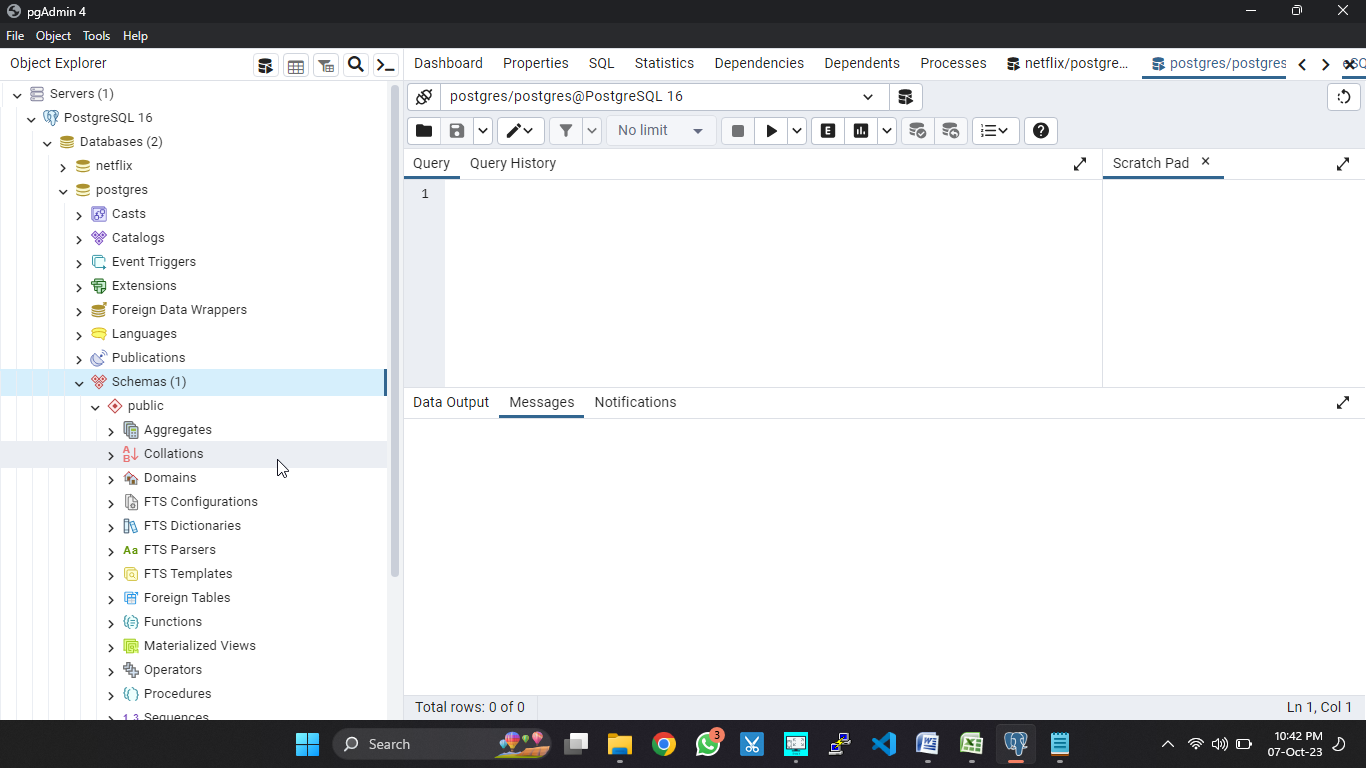 pgAdmin 4
File Object Tools Help
Object Explorer
Dashboard Properties SQL Statistics Dependencies Dependents Processes netflix/postgre... postgres/postgres
Servers (1)
PostgreSQL 16
Databases (2)
netflix
postgres
Casts
Catalogs
Event Triggers
Extensions
Foreign Data Wrappers
Languages
Publications
Schemas (1)
public
Aggregates
Collations
Domains
FTS Configurations
FTS Dictionaries
Aa FTS Parsers
FTS Templates
Foreign Tables
Functions
Materialized Views
Operators
Procedures
1..3 Sequences
postgres/postgres@PostgreSQL 16
No limit
E
Query Query History
Scratch Pad
1
Data Output Messages Notifications
Total rows: 0 of 0
Ln 1, Col 1
Search
3
10:42 PM
07-Oct-23